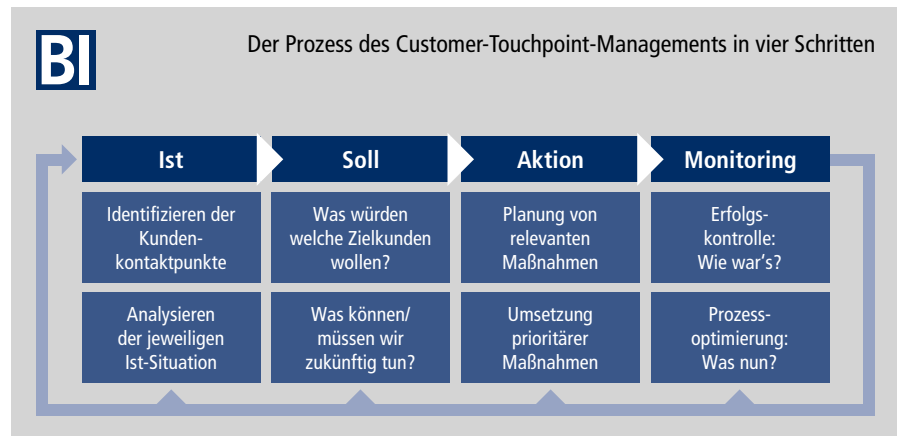 BI
Der Prozess des Customer-Touchpoint-Managements in vier Schritten
Ist
Soll
Aktion
Monitoring
Identifizieren der
Kunden-
kontaktpunkte
Was würden
welche Zielkunden
wollen?
Planung von
relevanten
Maßnahmen
Erfolgs-
kontrolle:
Wie war's?
Analysieren
der jeweiligen
Ist-Situation
Was können/
müssen wir
zukünftig tun?
Umsetzung
prioritärer
Maßnahmen
Prozess-
optimierung:
Was nun?